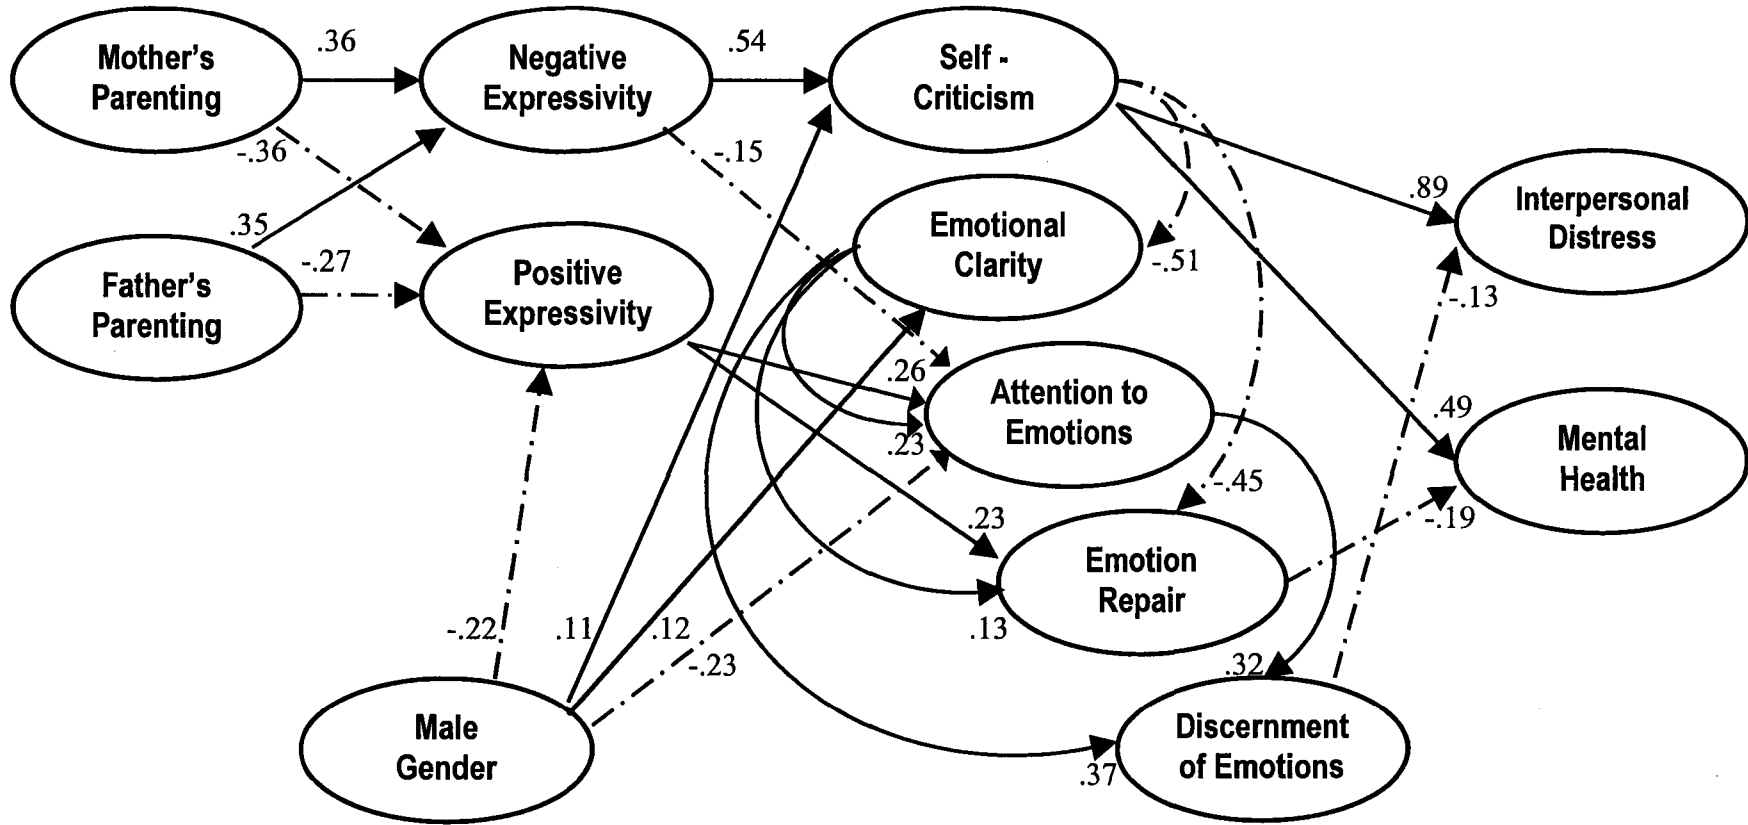 Mother's
Parenting
.36
Negative
Expressivity
.54
Self -
Criticism
-.36
-.15
.35
.89
Interpersonal
Distress
Emotional
Clarity
-.51
-.27
Father's
Parenting
Positive
Expressivity
-.13
.26
Attention to
Emotions
.23
.49
Mental
Health
-.45
-.19
.23
Emotion
Repair
.13
-.22
.11
.12
-.23
.32
Male
Gender
Discernment
of Emotions
.37